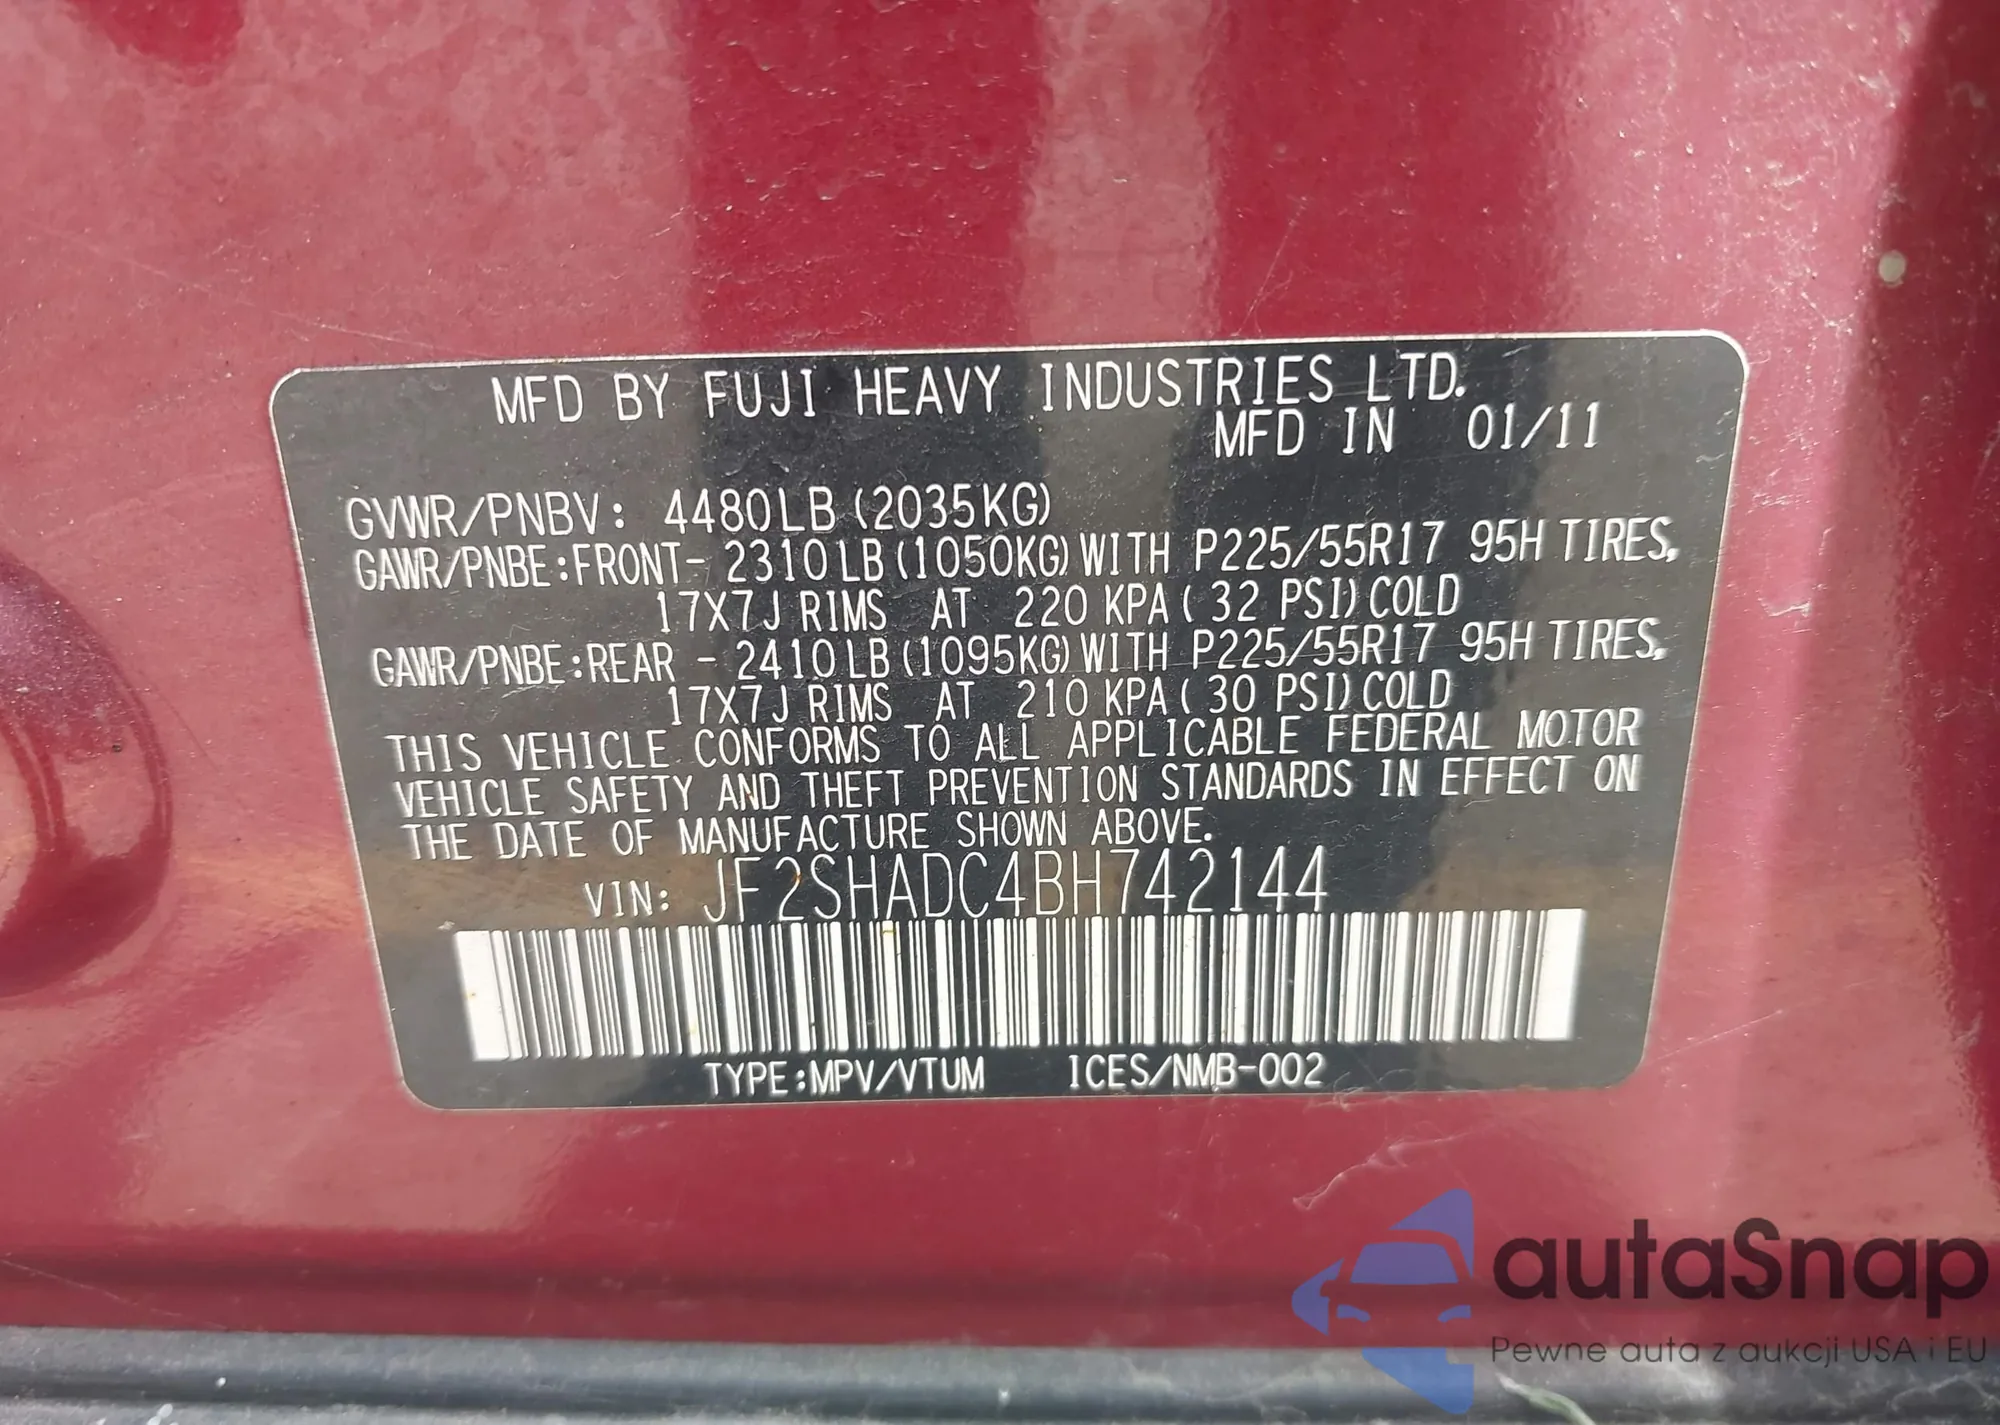 MFD BY FUJI HEAVY INDUSTRIES LTD.
MFD IN 01/11
GVWR/PNBV: 4480LB (2035KG)
GAWR/PNBE:FRONT- 2310LB (1050KG) WITH P225/55R17 95H TIRES,
17X7J RIMS AT 220 KPA ( 32 PSI) COLD
GAWR/PNBE:REAR - 2410LB (1095KG) WITH P225/55R17 95H TIRES,
17X7J RIMS AT 210 KPA ( 30 PSI) COLD
THIS VEHICLE CONFORMS TO ALL APPLICABLE FEDERAL MOTOR
VEHICLE SAFETY AND THEFT PREVENTION STANDARDS IN EFFECT ON
THE DATE OF MANUFACTURE SHOWN ABOVE.
VIN: JF2SHADC4BH742144
TYPE:MPV/VTUM ICES/NMB-002
autaSnap
Pewne auta z aukcji USA i EU